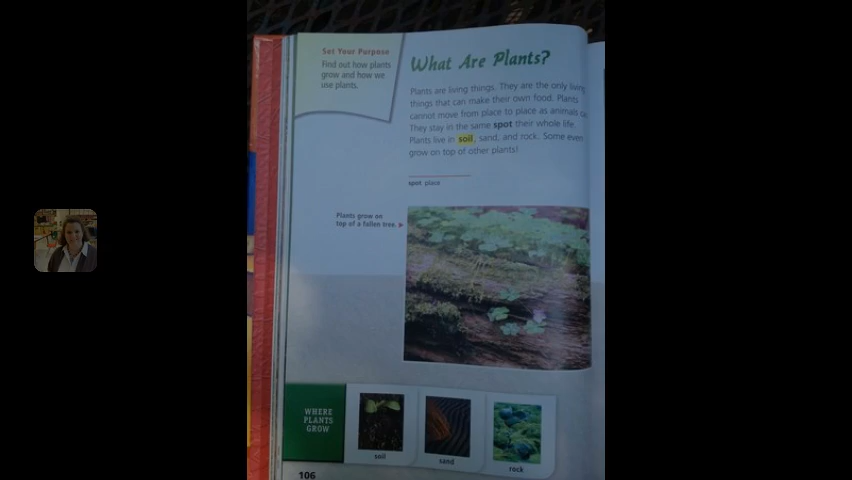 Set Your Purpose
Find out how plants
grow and how we
use plants.
What Are Plants?
Plants are living things. They are the only living
things that can make their own food. Plants
cannot move from place to place as animals
They stay in the same spot their whole life
Plants live in soil, sand, and rock. Some even
grow on top of other plants!
spot place
Plants grow on
top of a fallen tree.
WHERE
PLANTS
GROW
soil
sand
rock
106